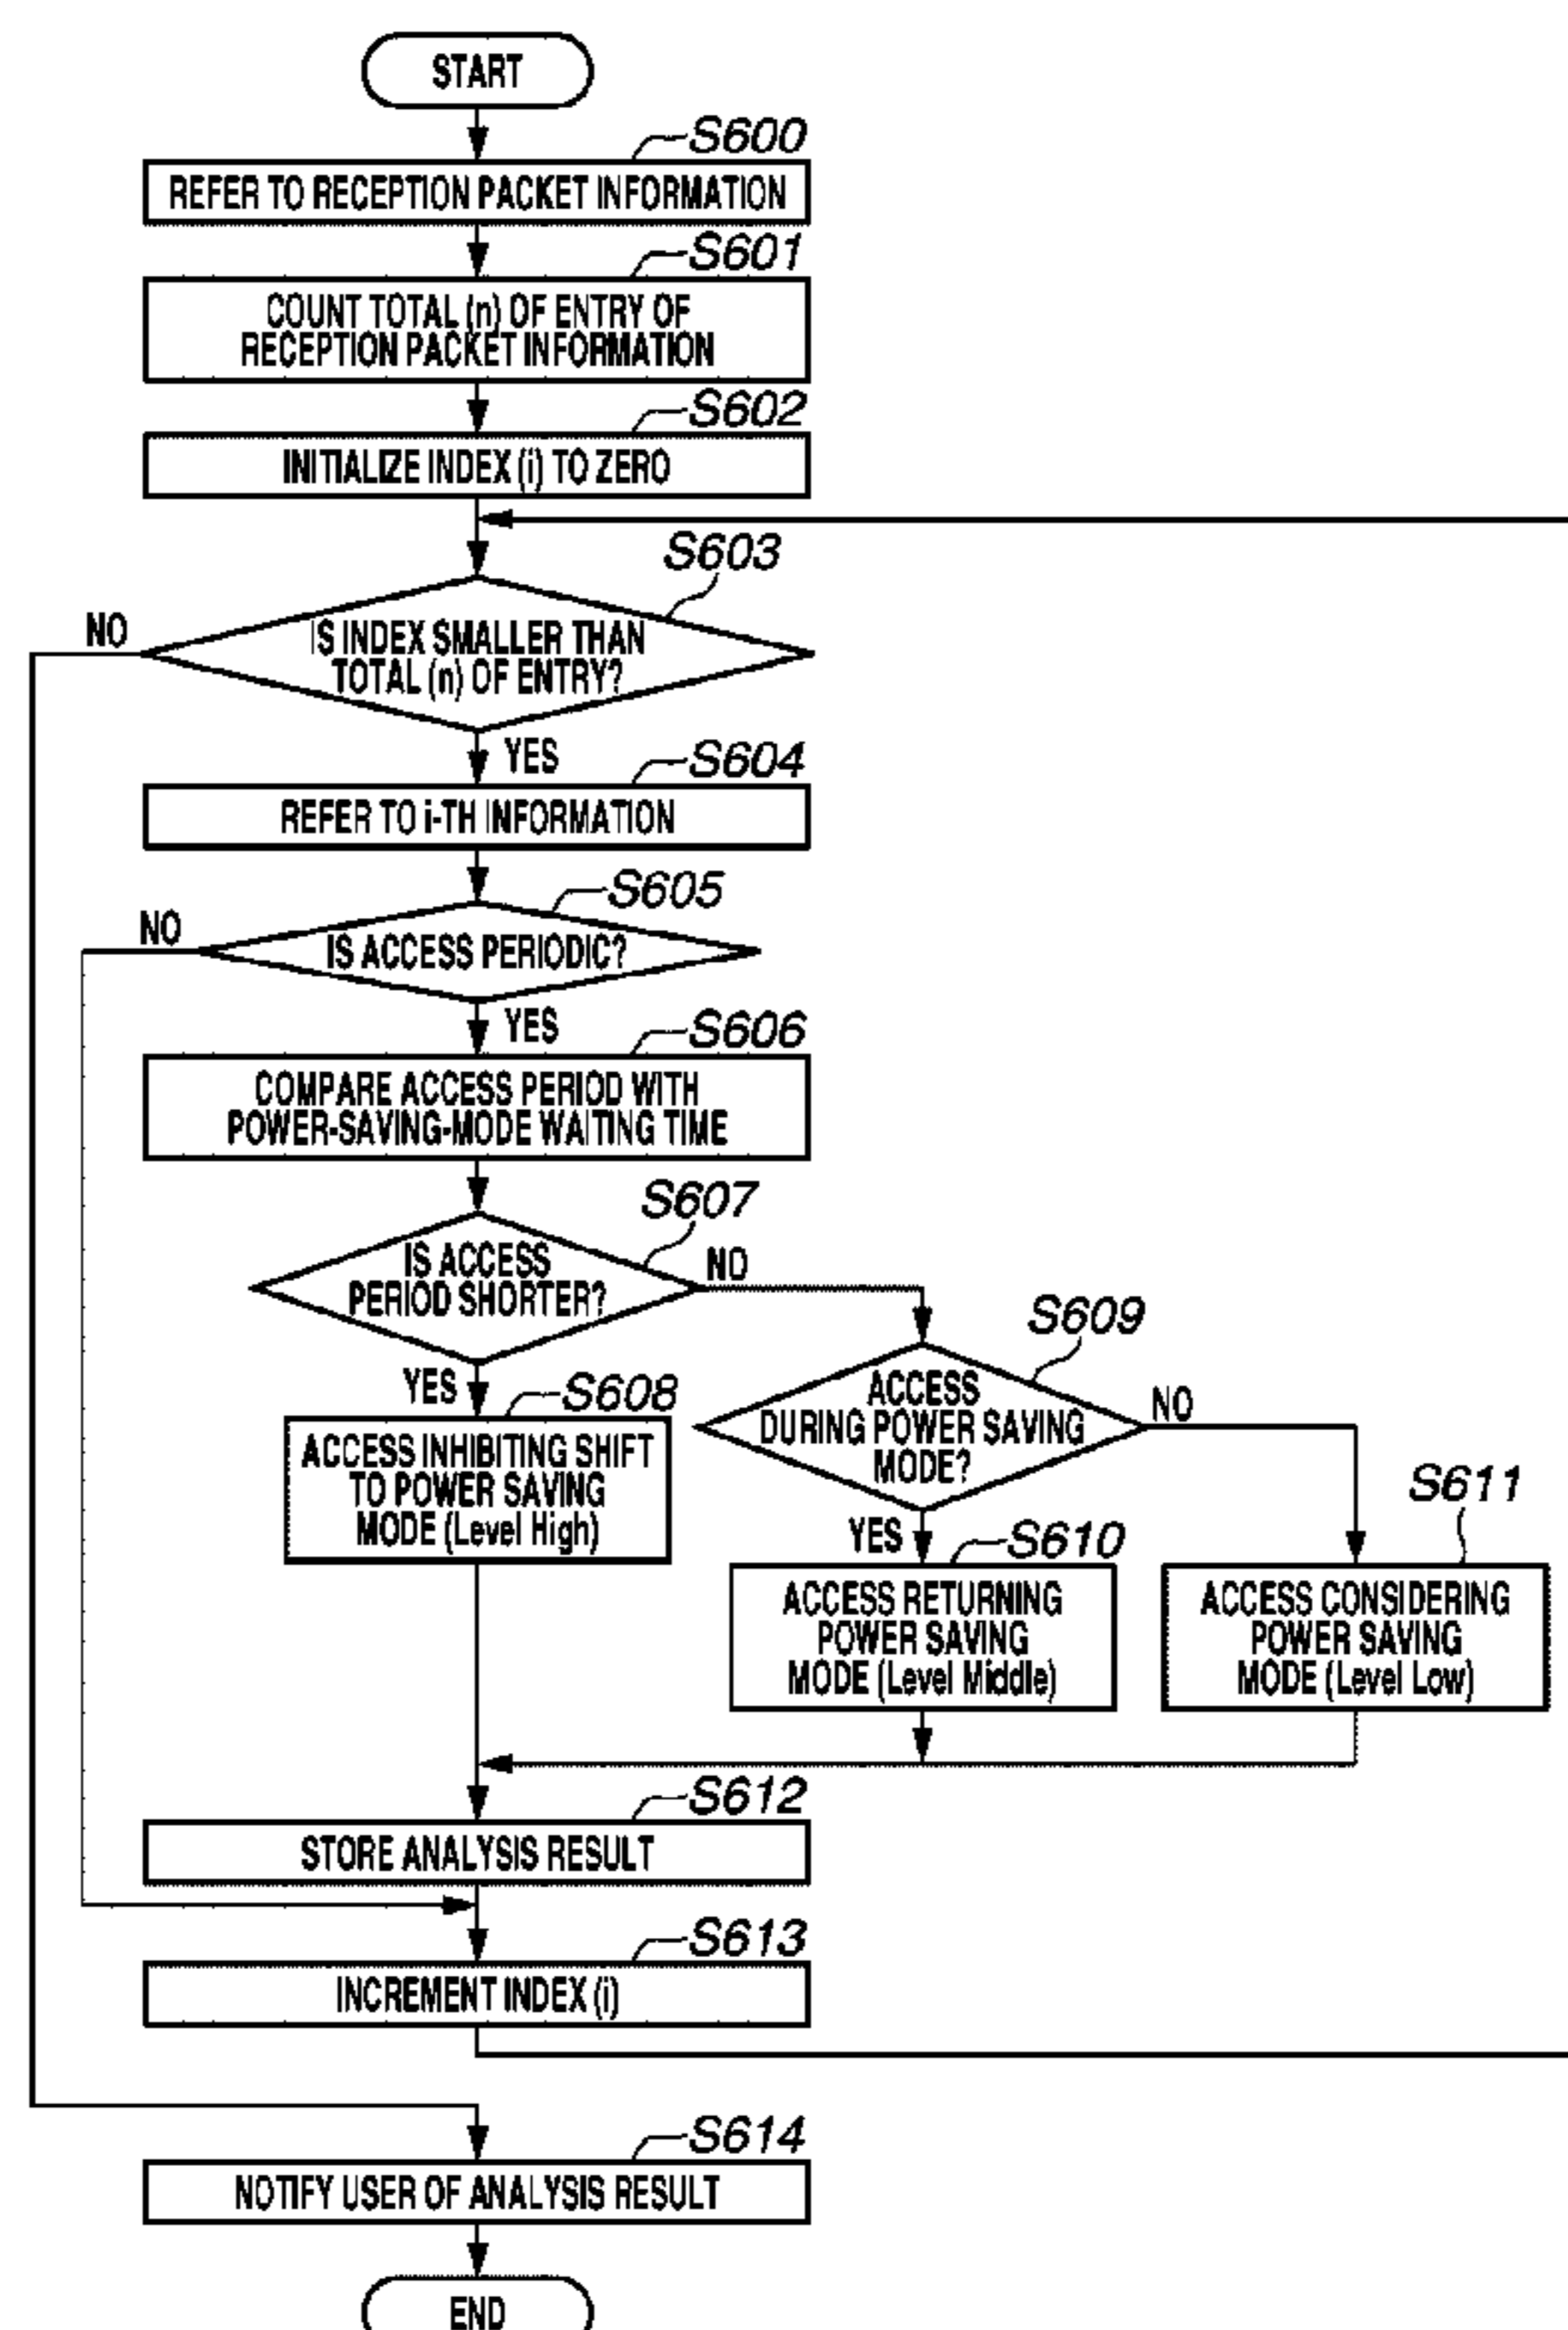 START
S600
REFER TO RECEPTION PACKET INFORMATION
S601
COUNT TOTAL (n) OF ENTRY OF
RECEPTION PACKET INFORMATION
S602
INITIALIZE INDEX (i) TO ZERO
S603
NO
IS INDEX SMALLER THAN
TOTAL (n) OF ENTRY?
YES
S604
REFER TO i-TH INFORMATION
S605
NO
IS ACCESS PERIODIC?
YES
S606
COMPARE ACCESS PERIOD WITH
POWER-SAVING-MODE WAITING TIME
S607
IS ACCESS
PERIOD SHORTER?
NO
YES
S608
ACCESS INHIBITING SHIFT
TO POWER SAVING
MODE (Level High)
S609
ACCESS
DURING POWER SAVING
MODE?
NO
YES
S610
ACCESS RETURNING
POWER SAVING
MODE (Level Middle)
S611
ACCESS CONSIDERING
POWER SAVING
MODE (Level Low)
S612
STORE ANALYSIS RESULT
S613
INCREMENT INDEX (i)
S614
NOTIFY USER OF ANALYSIS RESULT
END